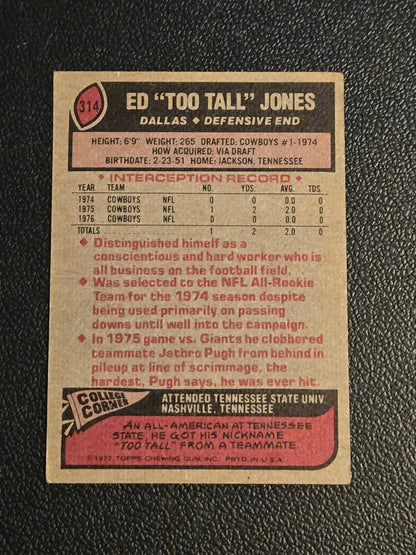 314
ED "TOO TALL" JONES
DALLAS ♦ DEFENSIVE END
HEIGHT: 6'9" WEIGHT: 265 DRAFTED: COWBOYS #1-1974
HOW ACQUIRED: VIA DRAFT
BIRTHDATE: 2-23-51 HOME: JACKSON, TENNESSEE
♦ INTERCEPTION RECORD ♦
YEAR TEAM NO. YDS. AVG. TDS.
1974 COWBOYS NFL 0 0 0.0 0
1975 COWBOYS NFL 1 2 2.0 0
1976 COWBOYS NFL 0 0 0.0 0
TOTALS 1 2 2.0 0
♦ Distinguished himself as a
conscientious and hard worker who is
all business on the football field.
♦ Was selected to the NFL All-Rookie
Team for the 1974 season despite
being used primarily on passing
downs until well into the campaign.
♦ In 1975 game vs. Giants he clobbered
teammate Jethro Pugh from behind in
pileup at line of scrimmage, the
hardest, Pugh says, he was ever hit.
COLLEGE CORNER
ATTENDED TENNESSEE STATE UNIV.
NASHVILLE, TENNESSEE
AN ALL-AMERICAN AT TENNESSEE
STATE, HE GOT HIS NICKNAME
"TOO TALL" FROM A TEAMMATE.
©1977 TOPPS CHEWING GUM, INC. PRTD. IN U.S.A.